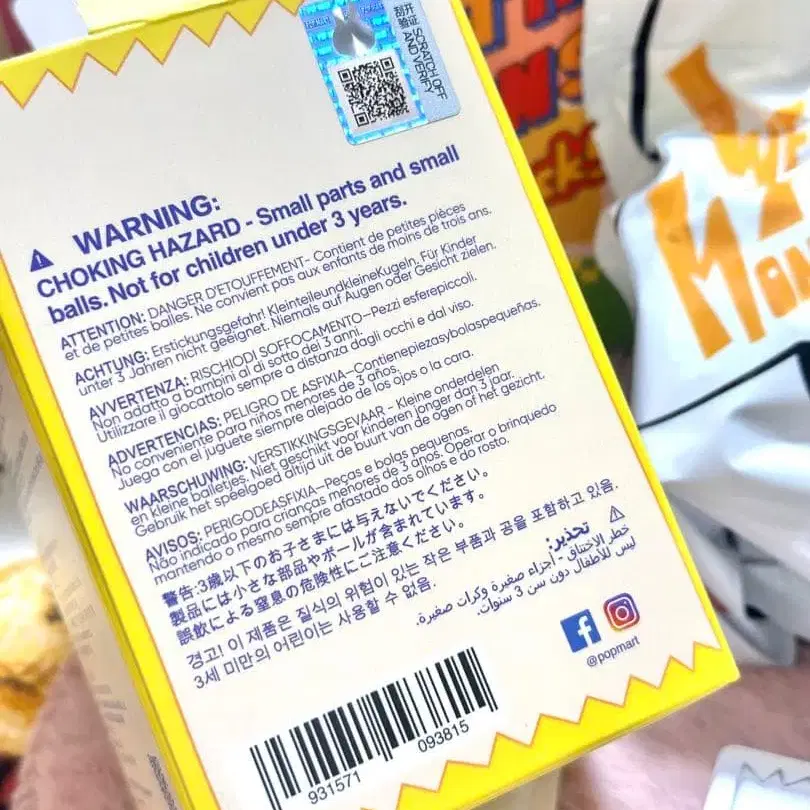 刮开
验证
SCRATCH OFF
AND VERIFY
WARNING:
CHOKING HAZARD - Small parts and small
balls. Not for children under 3 years.
ATTENTION: DANGER D'ETOUFFEMENT- Contient de petites pièces
et de petites balles. Ne convient pas aux enfants de moins de trois ans.
ACHTUNG: Erstickungsgefahr! KleinteileundkleineKugeln. Für Kinder
unter 3 Jahren nicht geeignet. Niemals auf Augen oder Gesicht zielen.
AVVERTENZA: RISCHIODI SOFFOCAMENTO—Pezzi esferepiccoli.
Non adatto a bambini al di sotto dei 3 anni.
Utilizzare il giocattolo sempre a distanza dagli occhi e dal viso.
ADVERTENCIAS: PELIGRO DE ASFIXIA—Contienepiezasybolaspequeñas.
No conveniente para niños menores de 3 años.
Juega con el juguete siempre alejado de los ojos o la cara.
WAARSCHUWING: VERSTIKKINGSGEVAAR - Kleine onderdelen
en kleine balletjes. Niet geschikt voor kinderen jonger dan 3 jaar.
Gebruik het speelgoed altijd uit de buurt van de ogen of het gezicht.
AVISOS: PERIGODEASFIXIA—Peças e bolas pequenas.
Não indicado para crianças menores de 3 anos. Operar o brinquedo
mantendo o mesmo sempre afastado dos olhos e do rosto.
警告:3歳以下のお子さまには与えないでください。
製品には小さな部品やボールが含まれています。
誤飲による窒息の危険性にご注意ください。
경고! 이 제품은 질식의 위험이 있는 작은 부품과 공을 포함하고 있음.
3세 미만의 어린이는 사용할 수 없음.
تحذير:
خطر الاختناق - أجزاء صغيرة وكرات صغيرة.
ليس للأطفال دون سن 3 سنوات.
@popmart
931571 093815
WE